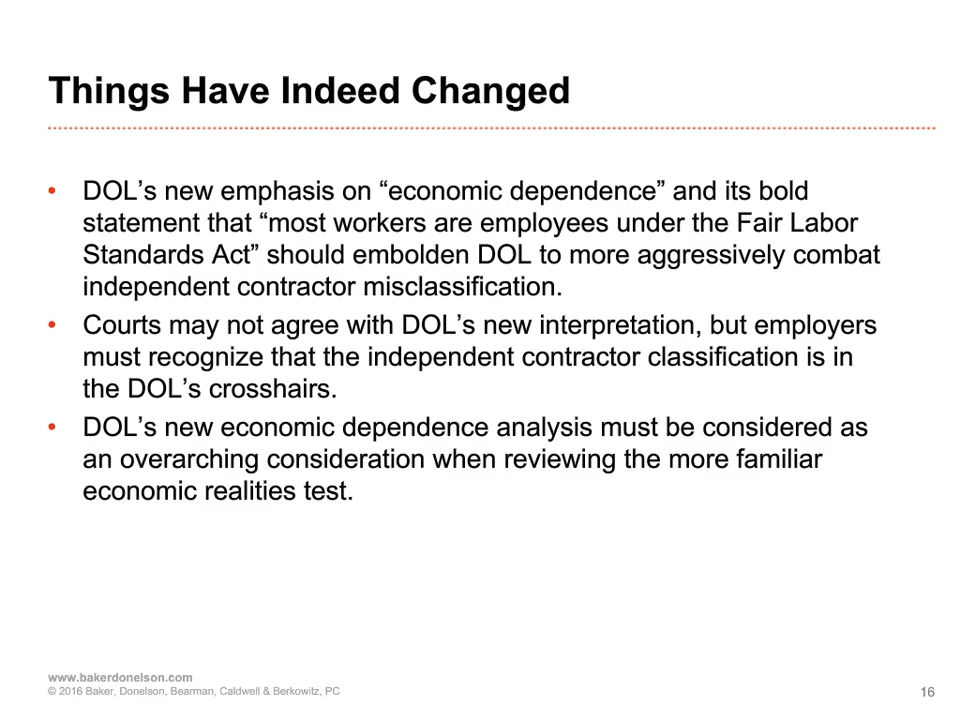 Things Have Indeed Changed
• DOL’s new emphasis on “economic dependence” and its bold
statement that “most workers are employees under the Fair Labor
Standards Act” should embolden DOL to more aggressively combat
independent contractor misclassification.
• Courts may not agree with DOL’s new interpretation, but employers
must recognize that the independent contractor classification is in
the DOL’s crosshairs.
• DOL’s new economic dependence analysis must be considered as
an overarching consideration when reviewing the more familiar
economic realities test.
www.bakerdonelson.com
© 2016 Baker, Donelson, Bearman, Caldwell & Berkowitz, PC
16